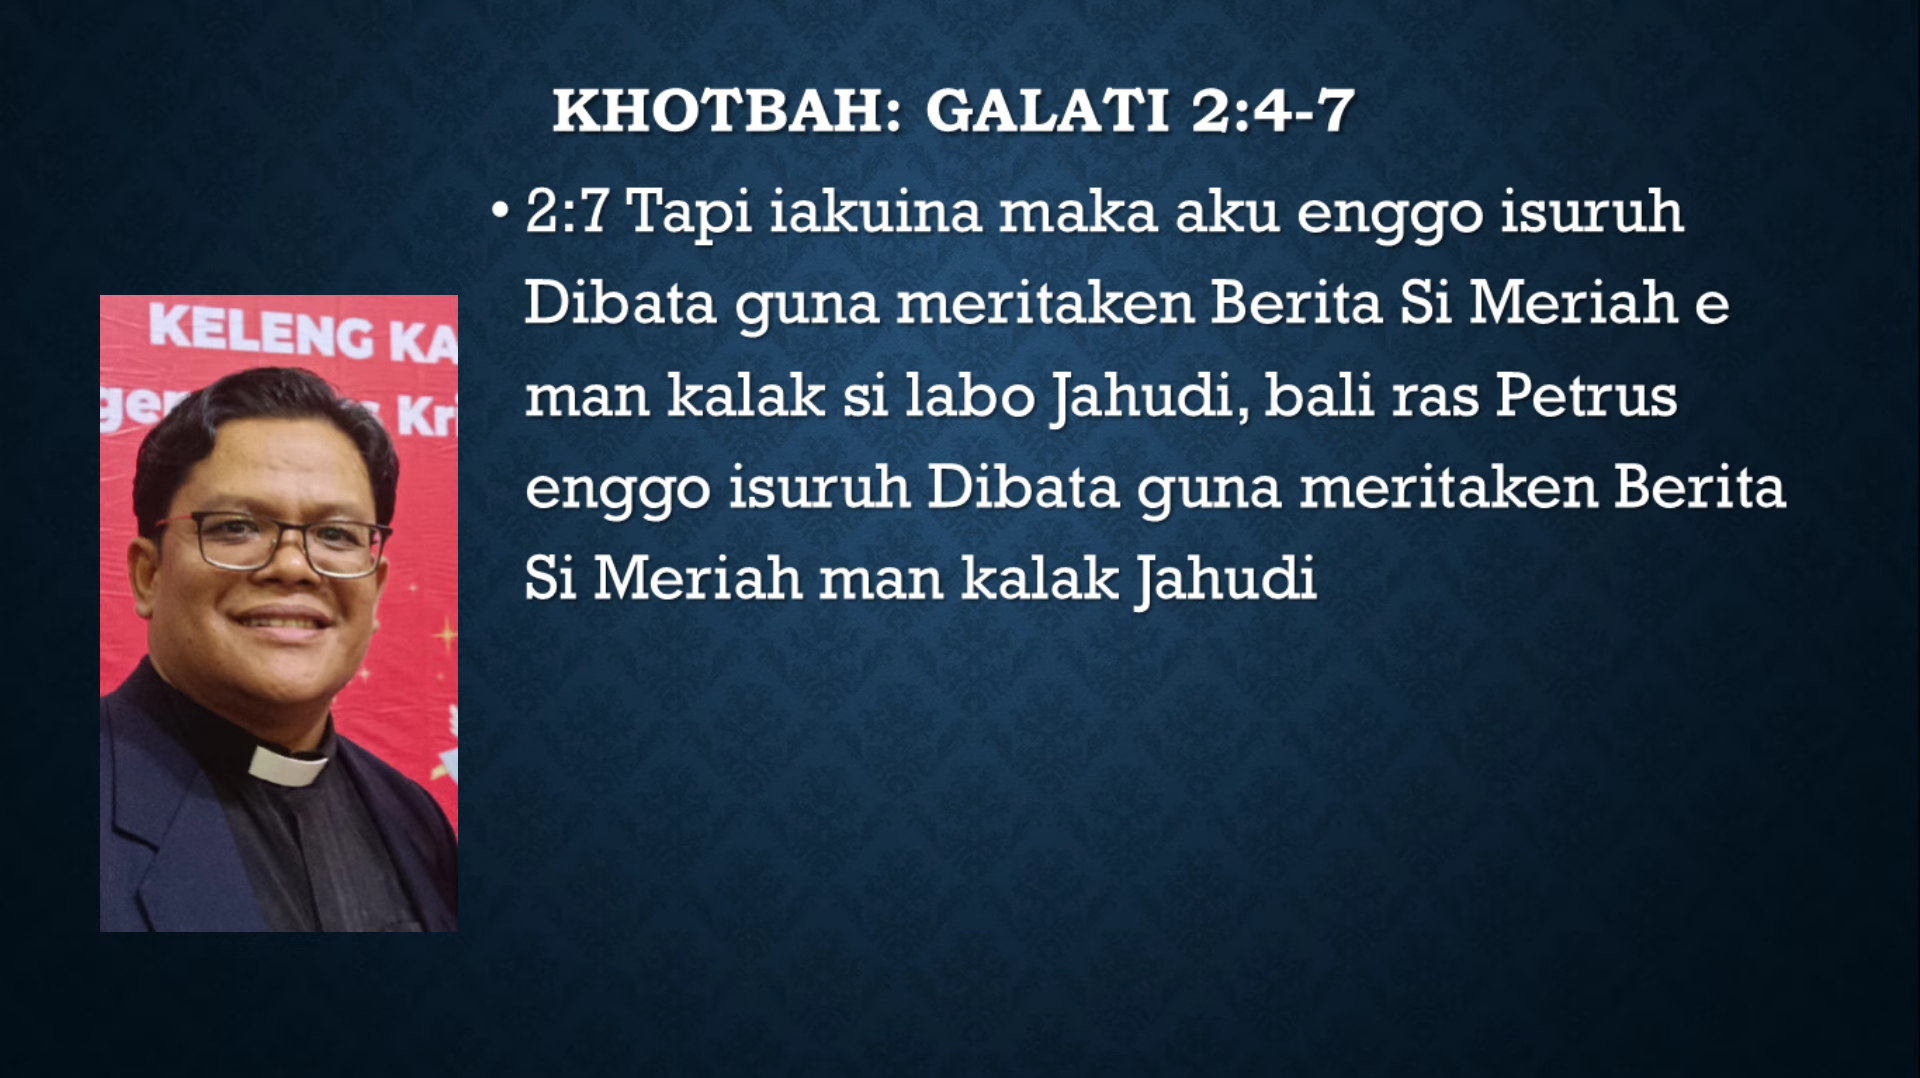 KHOTBAH: GALATI 2:4-7
• 2:7 Tapi iakuina maka aku enggo isuruh
Dibata guna meritaken Berita Si Meriah e
man kalak si labo Jahudi, bali ras Petrus
enggo isuruh Dibata guna meritaken Berita
Si Meriah man kalak Jahudi
KELENG KA
ger
Kri